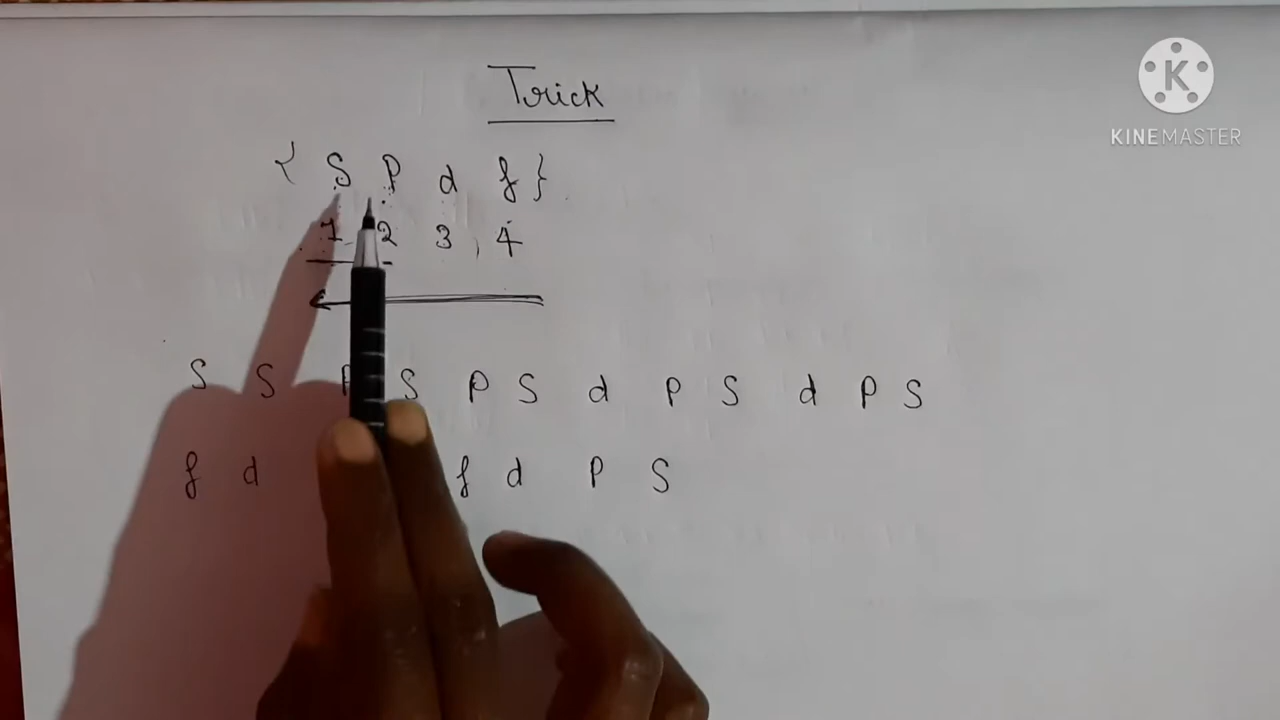 Trick
{ S P d f }
1 2 3, 4
S S P S P S d P S d P S
f d f d P S
K
KINEMASTER